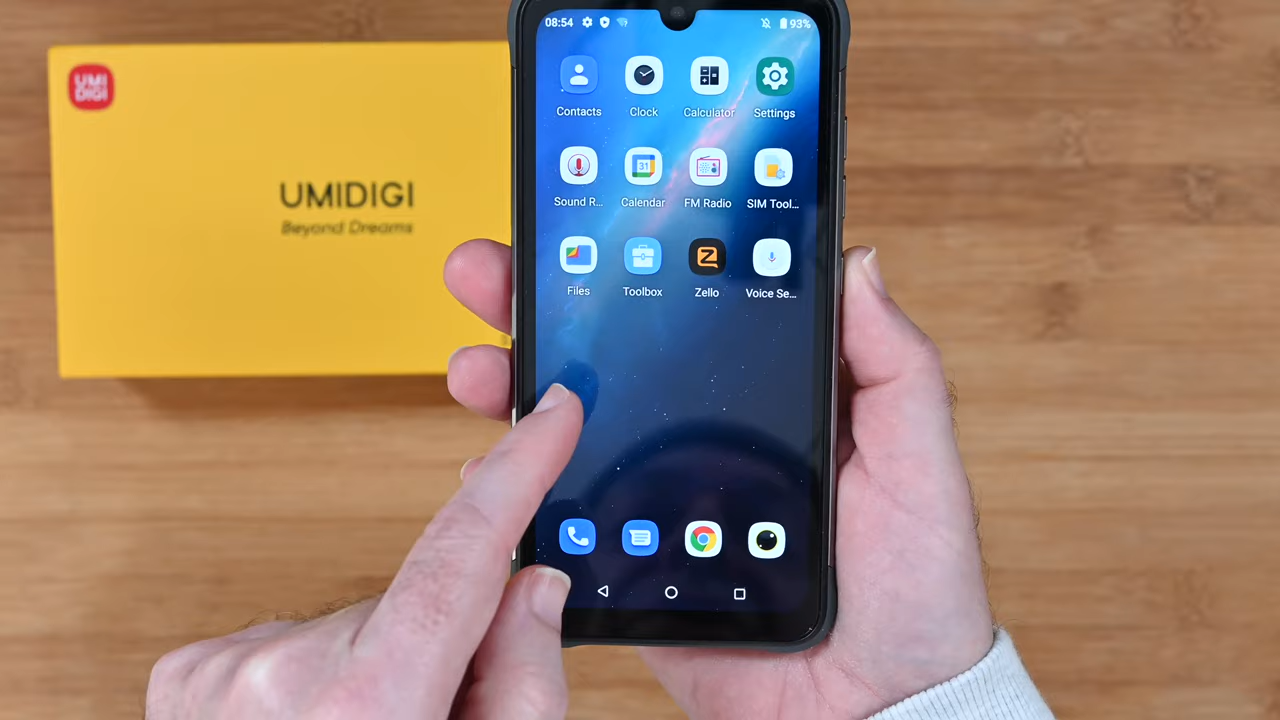 UMI
DIGI
UMIDIGI
Beyond Dreams
08:54 93%
Contacts Clock Calculator Settings
31
Sound R... Calendar FM Radio SIM Tool...
Files Toolbox Zello Voice Se...